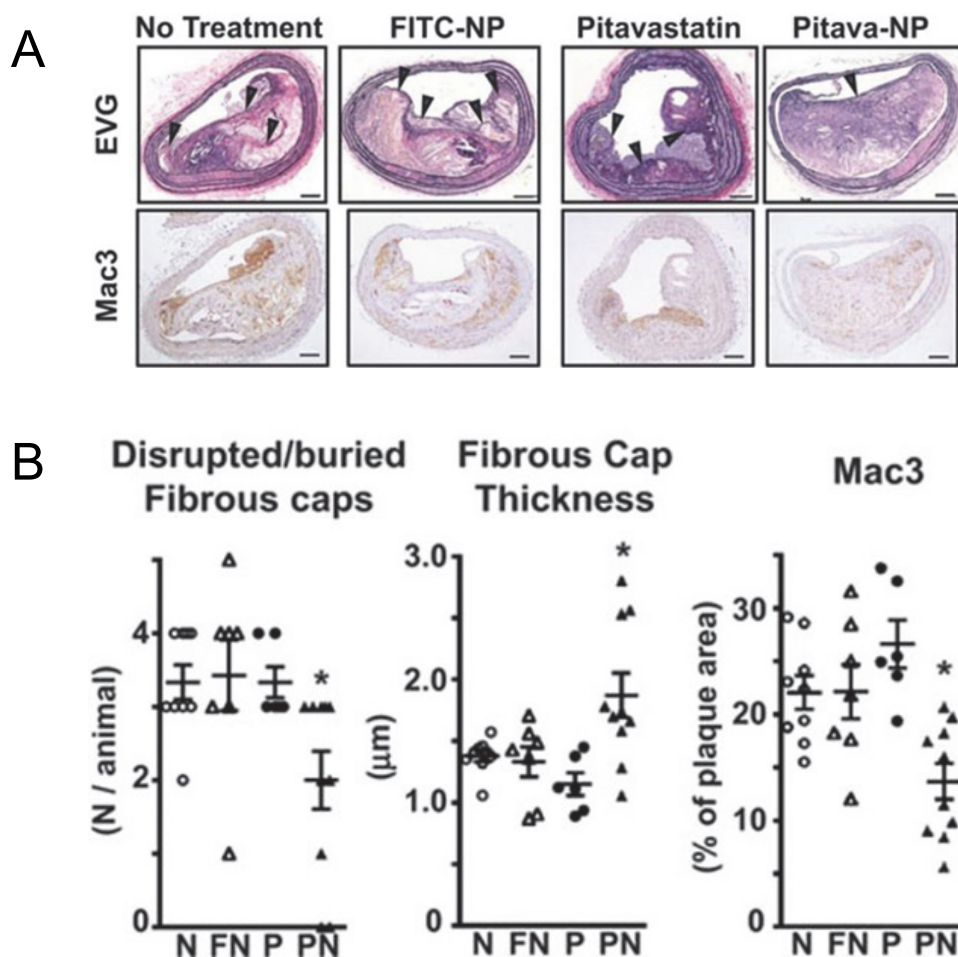 A
No Treatment FITC-NP Pitavastatin Pitava-NP
EVG
Mac3
B
Disrupted/buried
Fibrous caps
(N / animal)
4
2
0
*
N FN P PN
Fibrous Cap
Thickness
(μm)
3.0
2.0
1.0
0
*
N FN P PN
Mac3
(% of plaque area)
30
20
10
0
*
N FN P PN